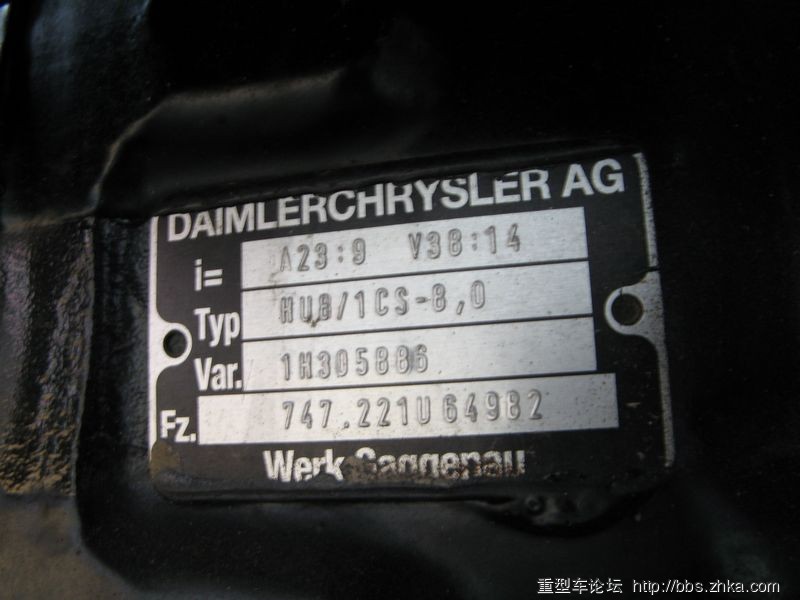 DAIMLERCHRYSLER AG
i= A23:9 V38:14
Typ HU8/1CS-8,0
Var. 1H305886
Fz. 747.221U64982
Werk Gaggenau
重型车论坛 http://bbs.zhka.com/